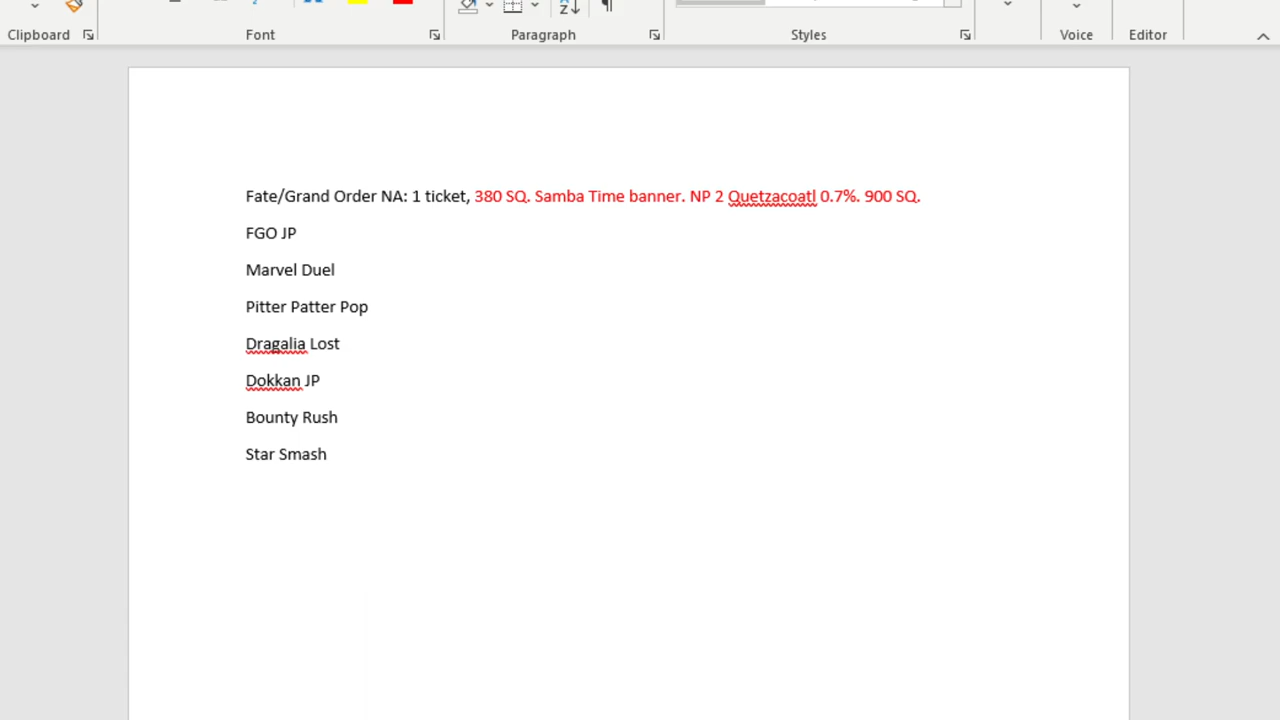 Clipboard Font Paragraph Styles Voice Editor
Fate/Grand Order NA: 1 ticket, 380 SQ. Samba Time banner. NP 2 Quetzacoatl 0.7%. 900 SQ.
FGO JP
Marvel Duel
Pitter Patter Pop
Dragalia Lost
Dokkan JP
Bounty Rush
Star Smash